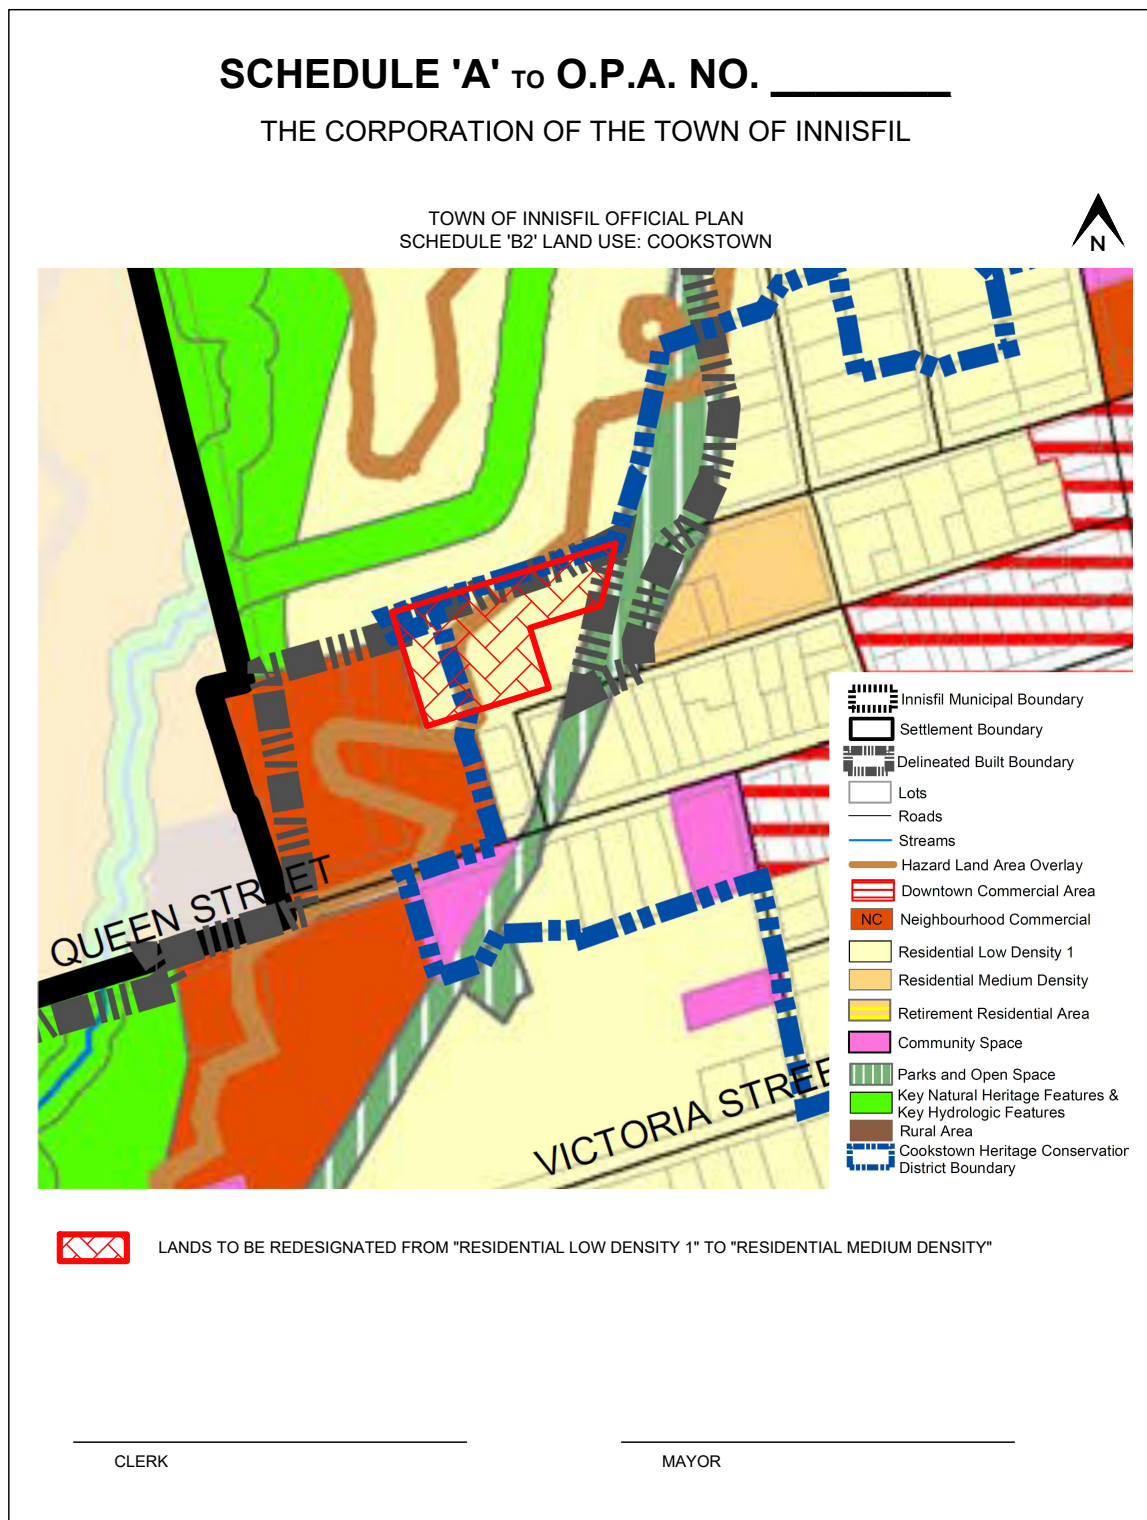 SCHEDULE 'A' TO O.P.A. NO. ________
THE CORPORATION OF THE TOWN OF INNISFIL
TOWN OF INNISFIL OFFICIAL PLAN
SCHEDULE 'B2' LAND USE: COOKSTOWN
N
QUEEN STREET
VICTORIA STREE
Innisfil Municipal Boundary
Settlement Boundary
Delineated Built Boundary
Lots
Roads
Streams
Hazard Land Area Overlay
Downtown Commercial Area
NC Neighbourhood Commercial
Residential Low Density 1
Residential Medium Density
Retirement Residential Area
Community Space
Parks and Open Space
Key Natural Heritage Features &
Key Hydrologic Features
Rural Area
Cookstown Heritage Conservation
District Boundary
LANDS TO BE REDESIGNATED FROM "RESIDENTIAL LOW DENSITY 1" TO "RESIDENTIAL MEDIUM DENSITY"
CLERK
MAYOR